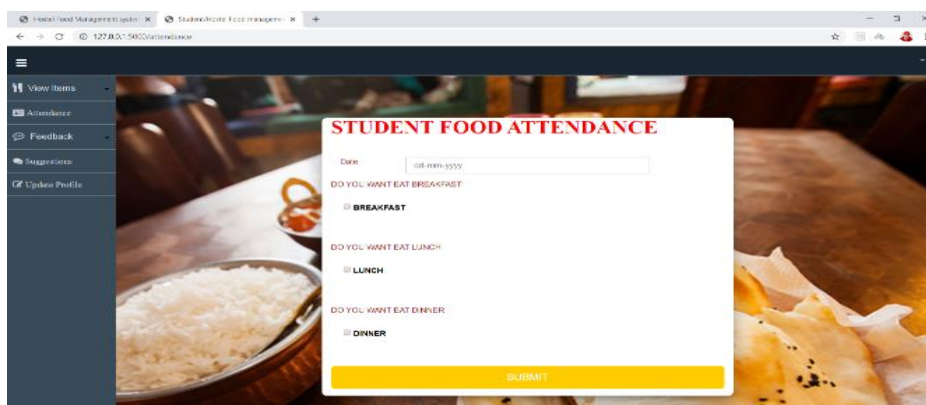 Hostel Food Management system
Student/Hostel Food managemen
127.0.0.1:5000/attendance
View Items
Attendance
Feedback
Suggestions
Update Profile
STUDENT FOOD ATTENDANCE
Date
dd-mm-yyyy
DO YOU WANT EAT BREAKFAST
BREAKFAST
DO YOU WANT EAT LUNCH
LUNCH
DO YOU WANT EAT DINNER
DINNER
SUBMIT